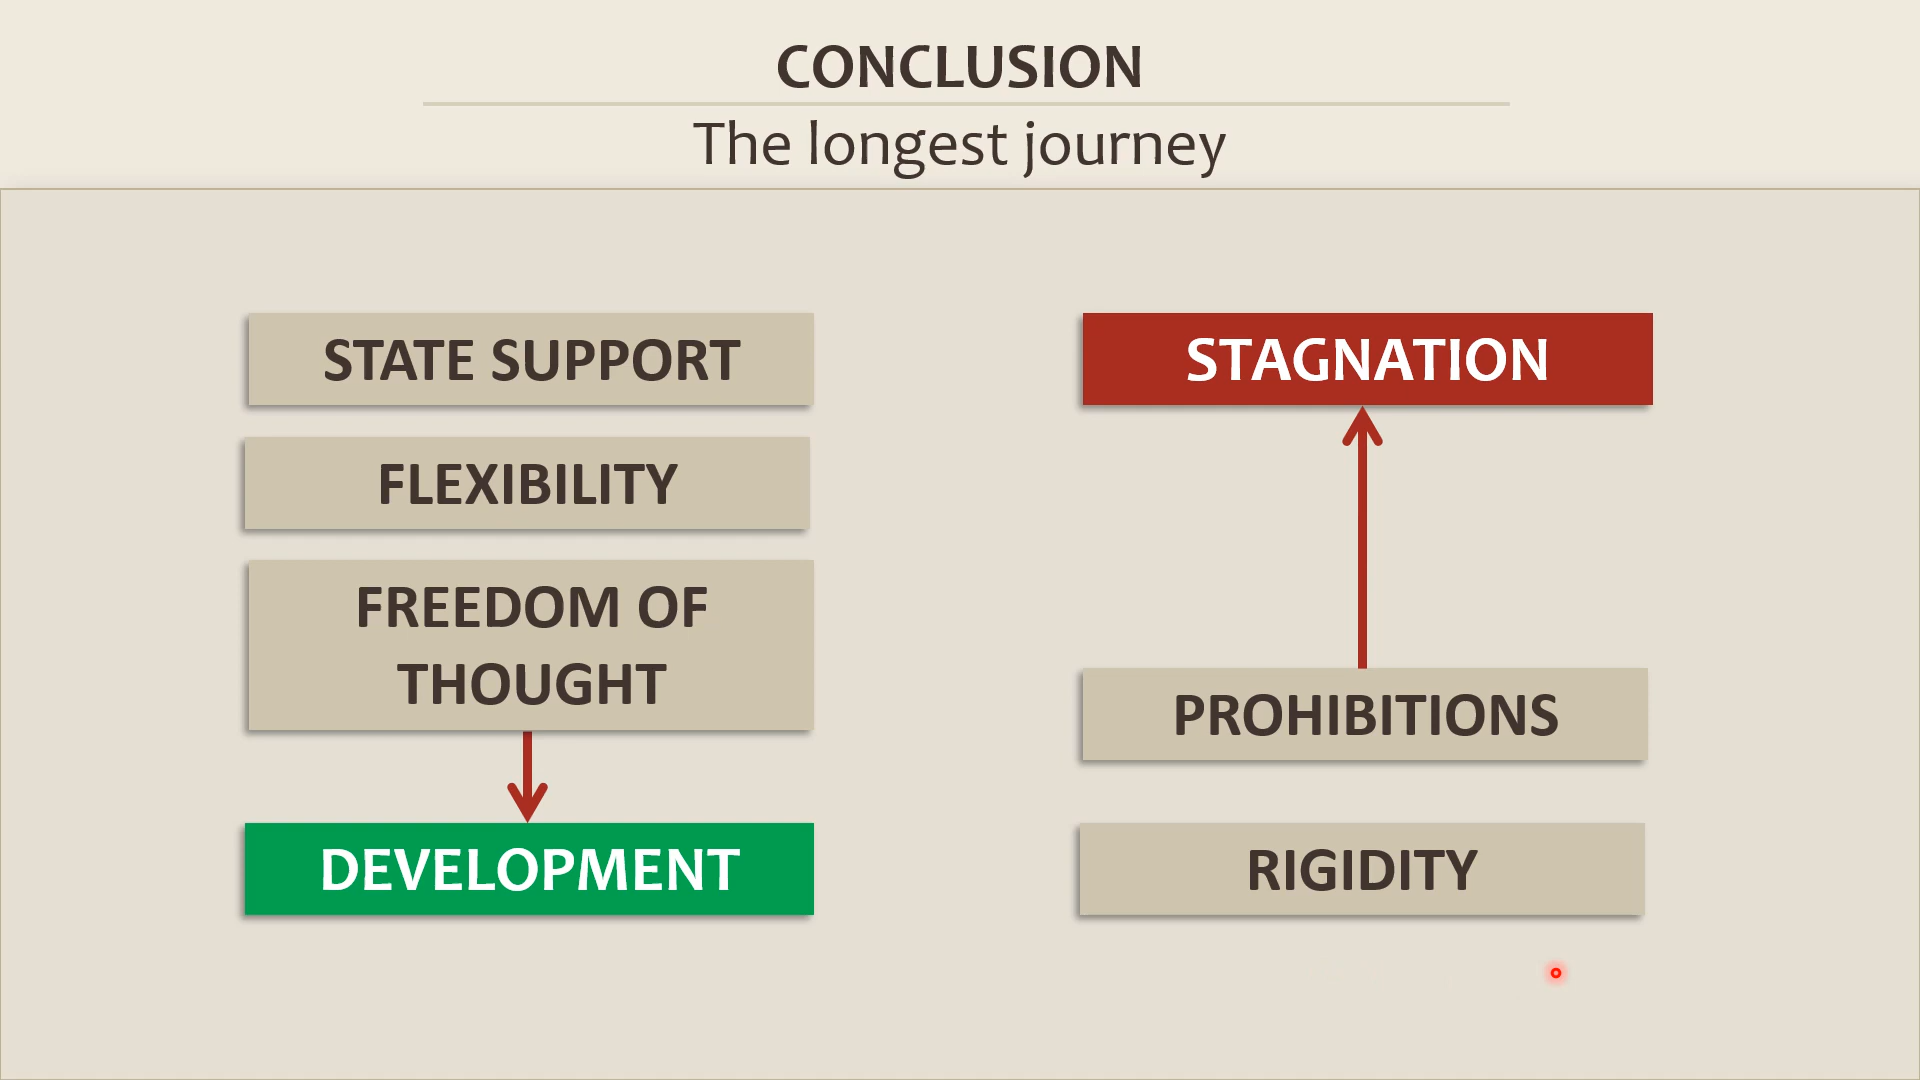 CONCLUSION
The longest journey
STATE SUPPORT
FLEXIBILITY
FREEDOM OF
THOUGHT
DEVELOPMENT
STAGNATION
PROHIBITIONS
RIGIDITY